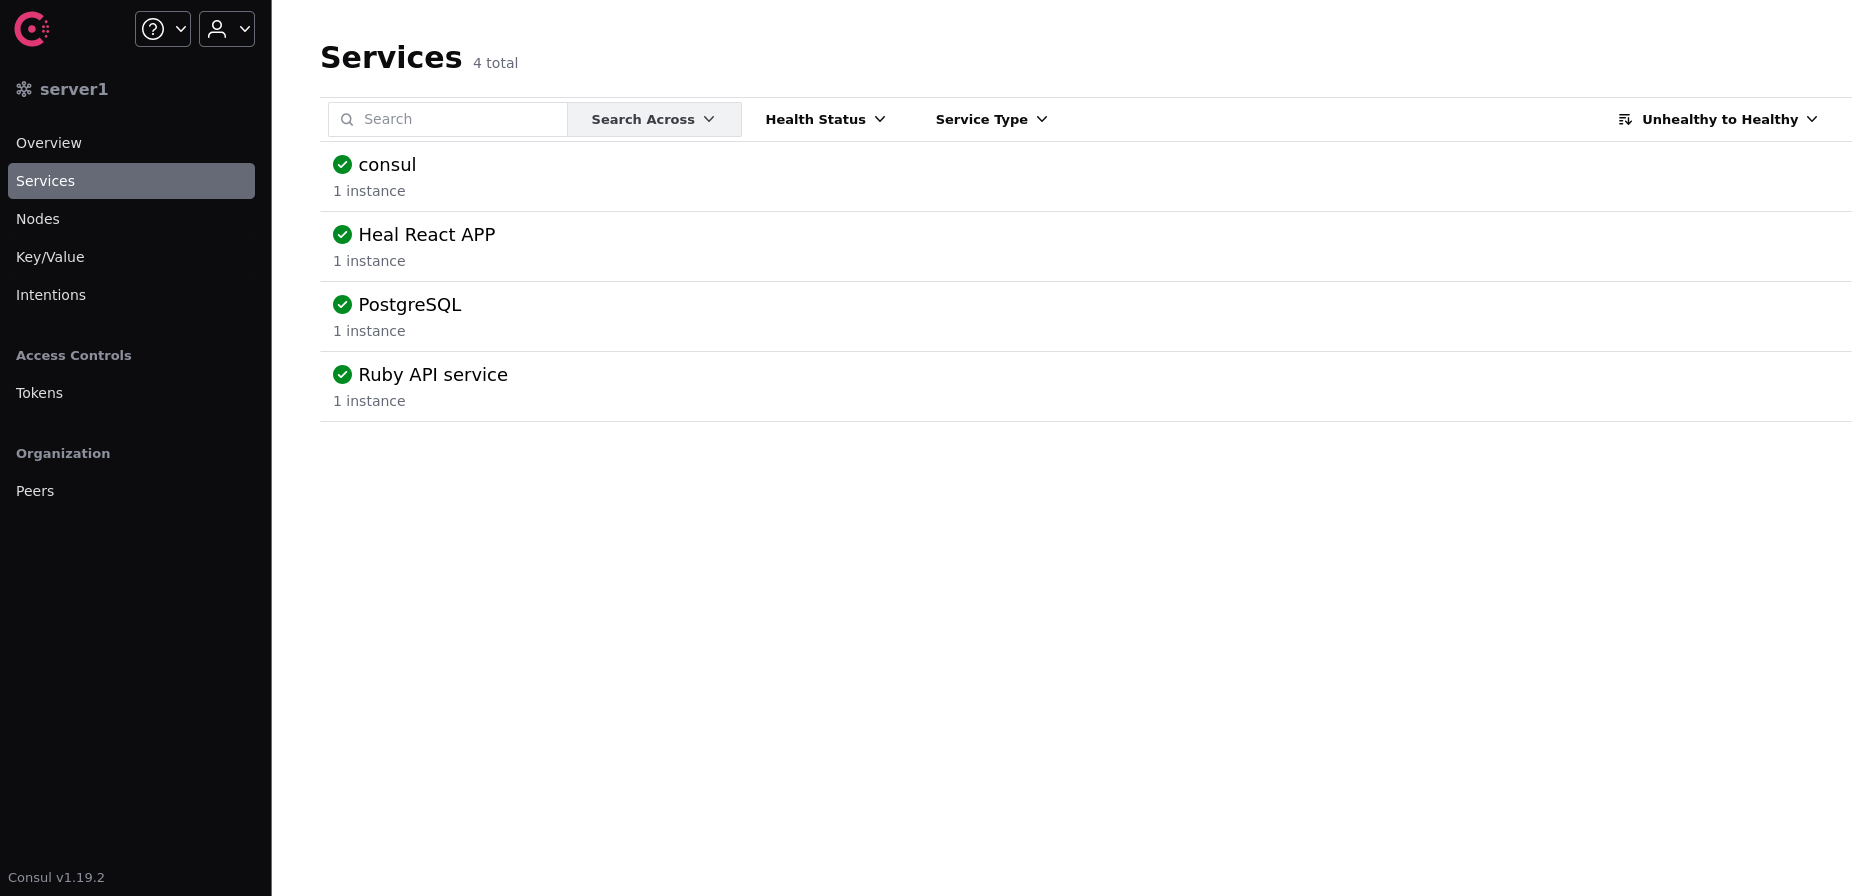 server1
Overview
Services
Nodes
Key/Value
Intentions
Access Controls
Tokens
Organization
Peers
Consul v1.19.2
Services 4 total
Search Search Across Health Status Service Type Unhealthy to Healthy
consul
1 instance
Heal React APP
1 instance
PostgreSQL
1 instance
Ruby API service
1 instance